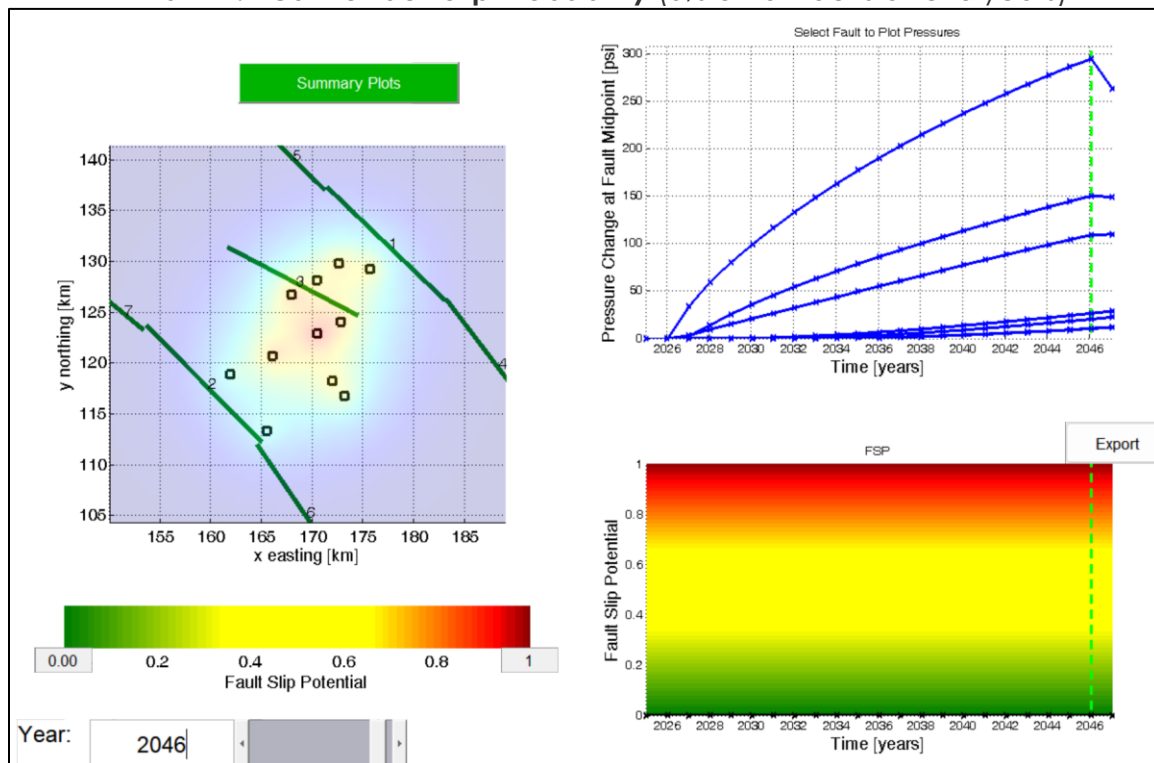 Summary Plots
140
135
130
125
120
115
110
105
y northing [km]
5
1
3
7
2
4
6
155 160 165 170 175 180 185
x easting [km]
0.00 0.2 0.4 0.6 0.8 1
Fault Slip Potential
Year: 2046
Select Fault to Plot Pressures
300
250
200
150
100
50
0
Pressure Change at Fault Midpoint [psi]
2026 2028 2030 2032 2034 2036 2038 2040 2042 2044 2046
Time [years]
Export
FSP
1
0.8
0.6
0.4
0.2
0
Fault Slip Potential
2026 2028 2030 2032 2034 2036 2038 2040 2042 2044 2046
Time [years]